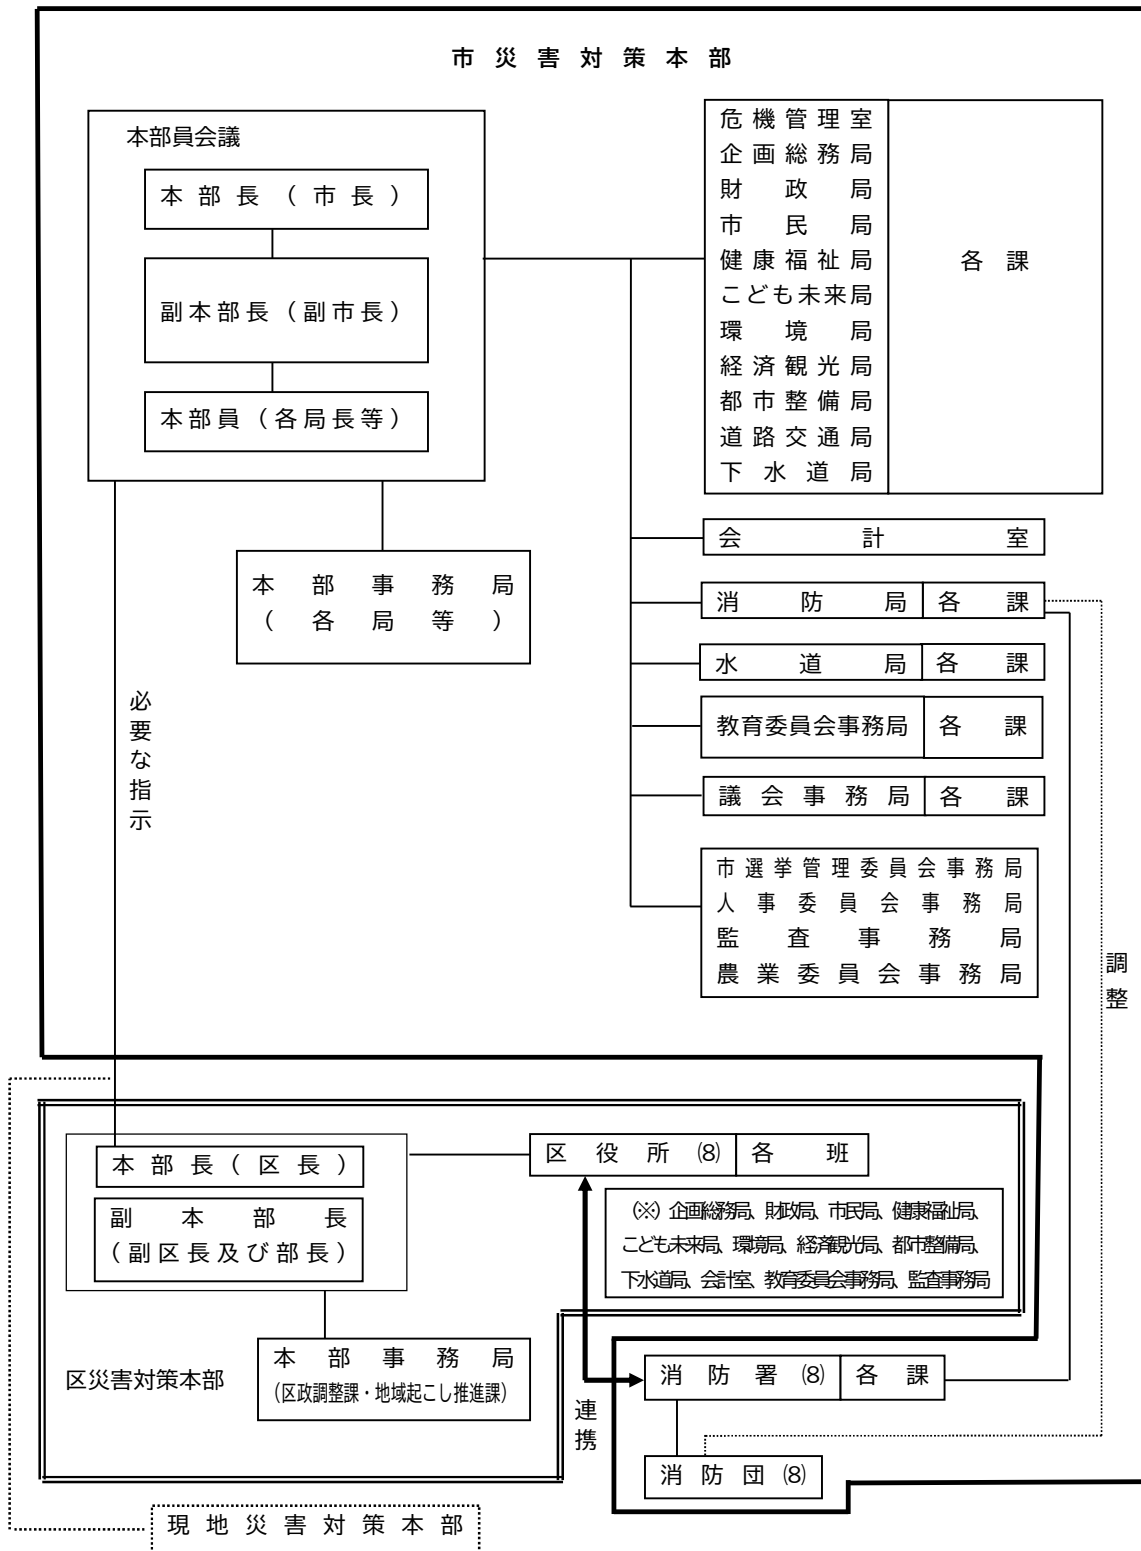 市災害対策本部
本部員会議
本部長（市長）
副本部長（副市長）
本部員（各局長等）
本部事務局
（各局等）
必要な指示
危機管理室
企画総務局
財政局
市民局
健康福祉局
こども未来局
環境局
経済観光局
都市整備局
道路交通局
下水道局
各課
会計室
消防局 各課
水道局 各課
教育委員会事務局 各課
議会事務局 各課
市選挙管理委員会事務局
人事委員会事務局
監査事務局
農業委員会事務局
調整
本部長（区長）
副本部長
（副区長及び部長）
区役所⑻ 各班
(※) 企画総務局、財政局、市民局、健康福祉局、
こども未来局、環境局、経済観光局、都市整備局、
下水道局、会計室、教育委員会事務局、監査事務局
区災害対策本部
本部事務局
（区政調整課・地域起こし推進課）
連携
消防署⑻ 各課
消防団⑻
現地災害対策本部